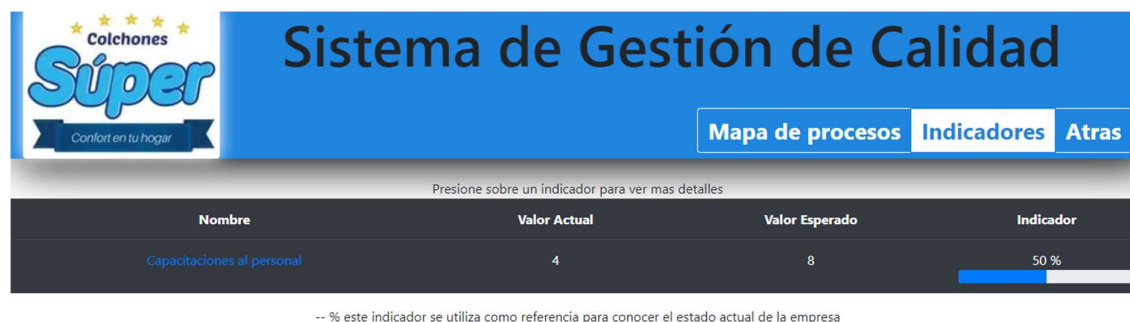 Colchones
Súper
Confort en tu hogar
Sistema de Gestión de Calidad
Mapa de procesos Indicadores Atras
Presione sobre un indicador para ver mas detalles
Nombre Valor Actual Valor Esperado Indicador
Capacitaciones al personal 4 8 50 %
-- % este indicador se utiliza como referencia para conocer el estado actual de la empresa